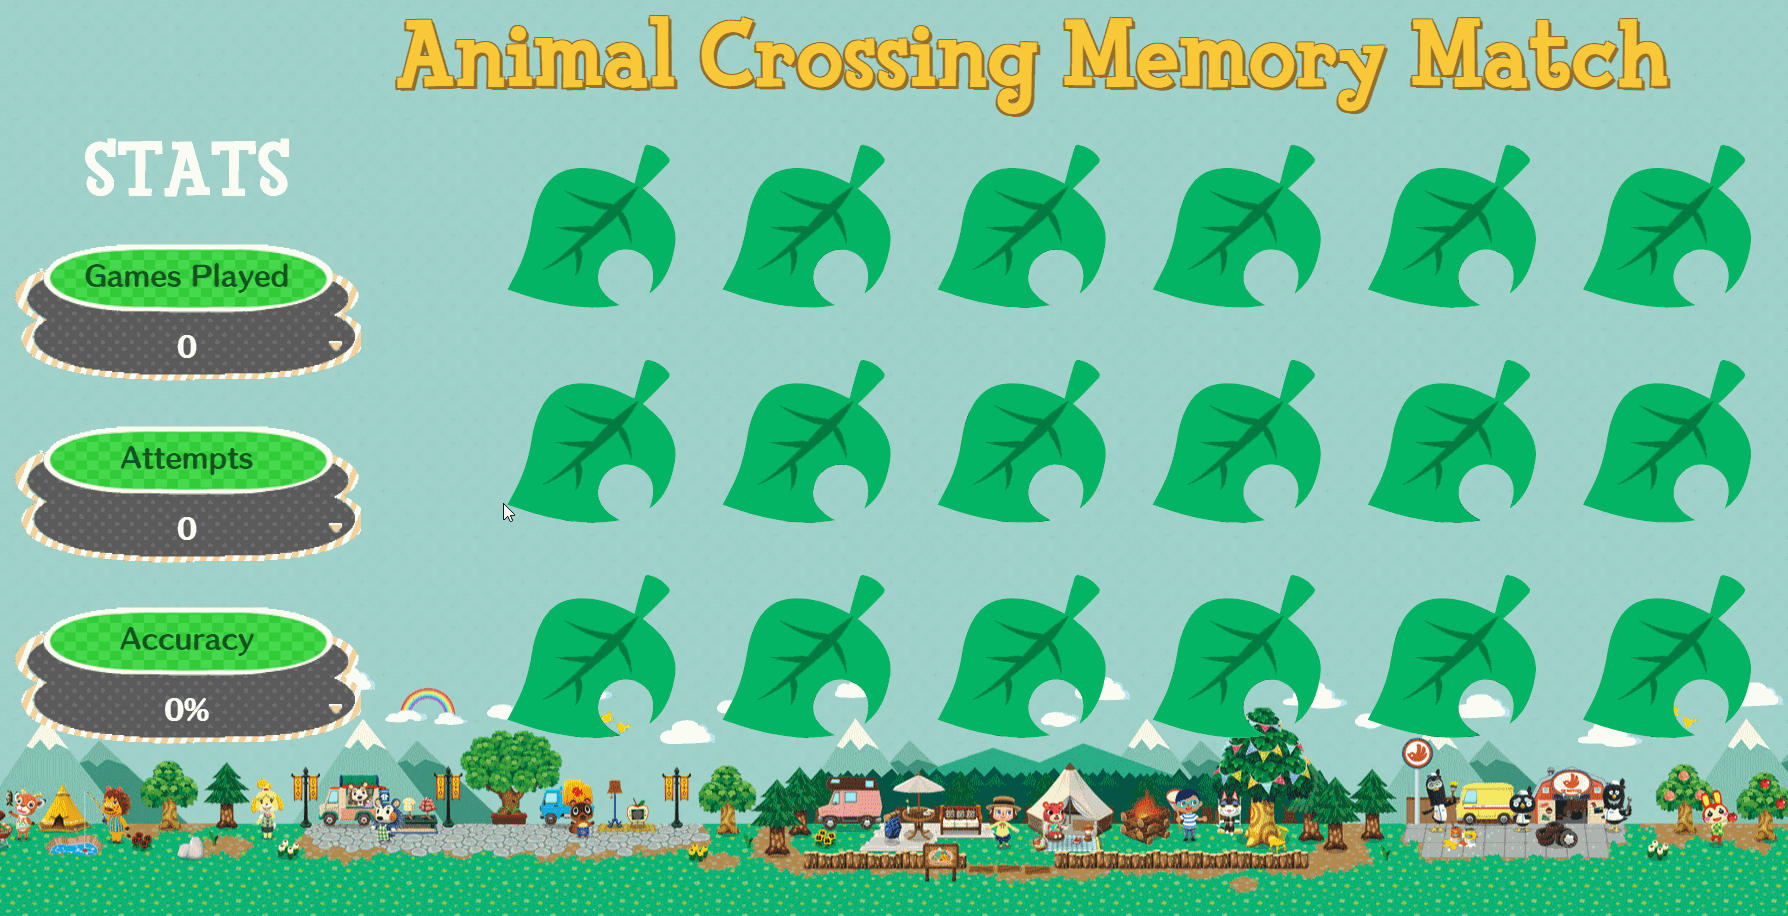 Animal Crossing Memory Match
STATS
Games Played
0
Attempts
0
Accuracy
0%